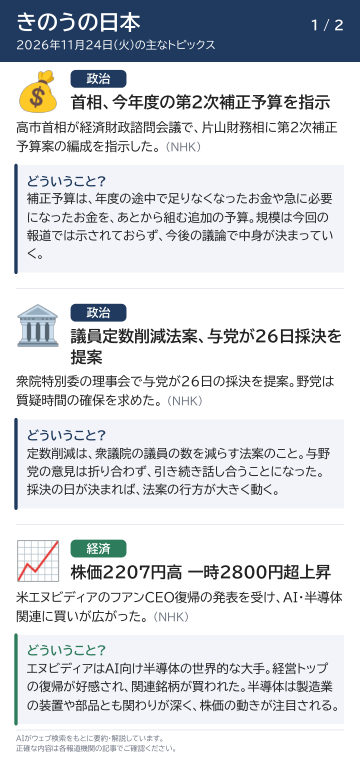 きのうの日本
1 / 2
2026年11月24日(火)の主なトピックス
政治
首相、今年度の第2次補正予算を指示
高市首相が経済財政諮問会議で、片山財務相に第2次補正
予算案の編成を指示した。（NHK）
どういうこと？
補正予算は、年度の途中で足りなくなったお金や急に必要
になったお金を、あとから組む追加の予算。規模は今回の
報道では示されておらず、今後の議論で中身が決まってい
く。
政治
議員定数削減法案、与党が26日採決を
提案
衆院特別委の理事会で与党が26日の採決を提案。野党は
質疑時間の確保を求めた。（NHK）
どういうこと？
定数削減は、衆議院の議員の数を減らす法案のこと。与野
党の意見は折り合わず、引き続き話し合うことになった。
採決の日が決まれば、法案の行方が大きく動く。
経済
株価2207円高 一時2800円超上昇
米エヌビディアのフアンCEO復帰の発表を受け、AI・半導体
関連に買いが広がった。（NHK）
どういうこと？
エヌビディアはAI向け半導体の世界的な大手。経営トップ
の復帰が好感され、関連銘柄が買われた。半導体は製造業
の装置や部品とも関わりが深く、株価の動きが注目される。
AIがウェブ検索をもとに要約・解説しています。
正確な内容は各報道機関の記事でご確認ください。